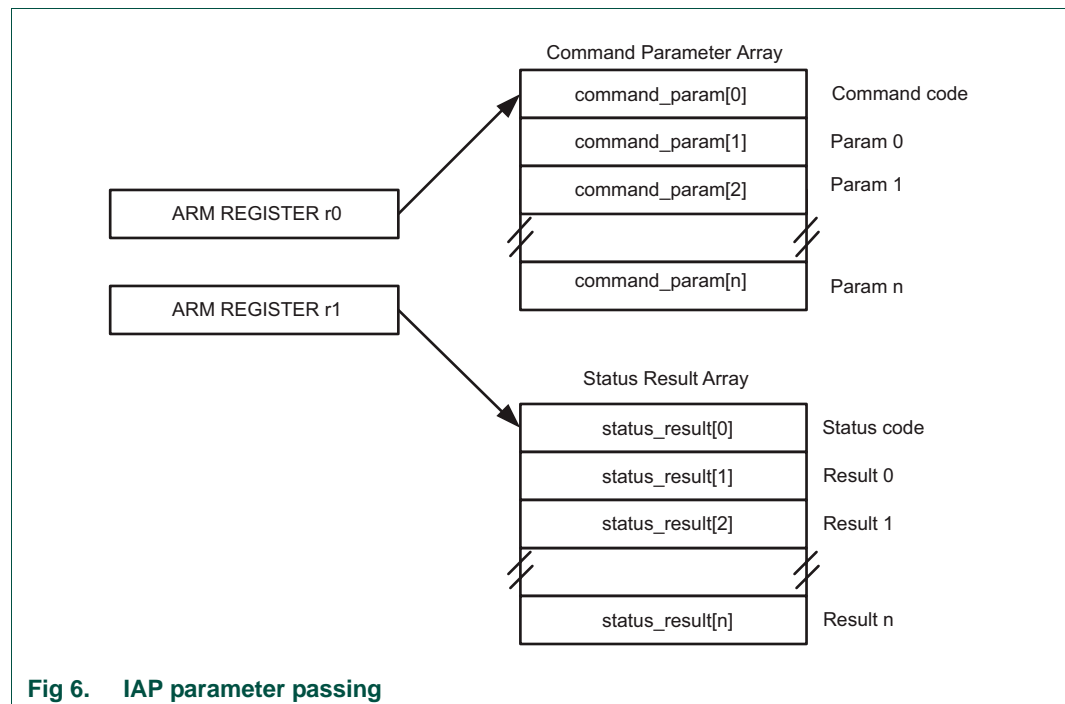 Command Parameter Array
command_param[0] Command code
command_param[1] Param 0
command_param[2] Param 1
ARM REGISTER r0
command_param[n] Param n
ARM REGISTER r1
Status Result Array
status_result[0] Status code
status_result[1] Result 0
status_result[2] Result 1
status_result[n] Result n
Fig 6. IAP parameter passing